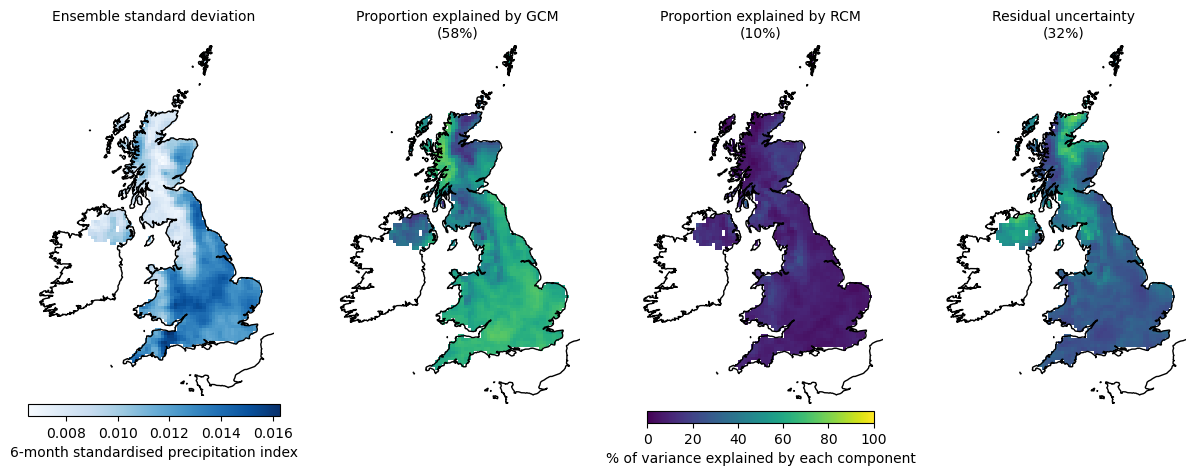 Ensemble standard deviation
Proportion explained by GCM
(58%)
Proportion explained by RCM
(10%)
Residual uncertainty
(32%)
0.008 0.010 0.012 0.014 0.016
6-month standardised precipitation index
0 20 40 60 80 100
% of variance explained by each component